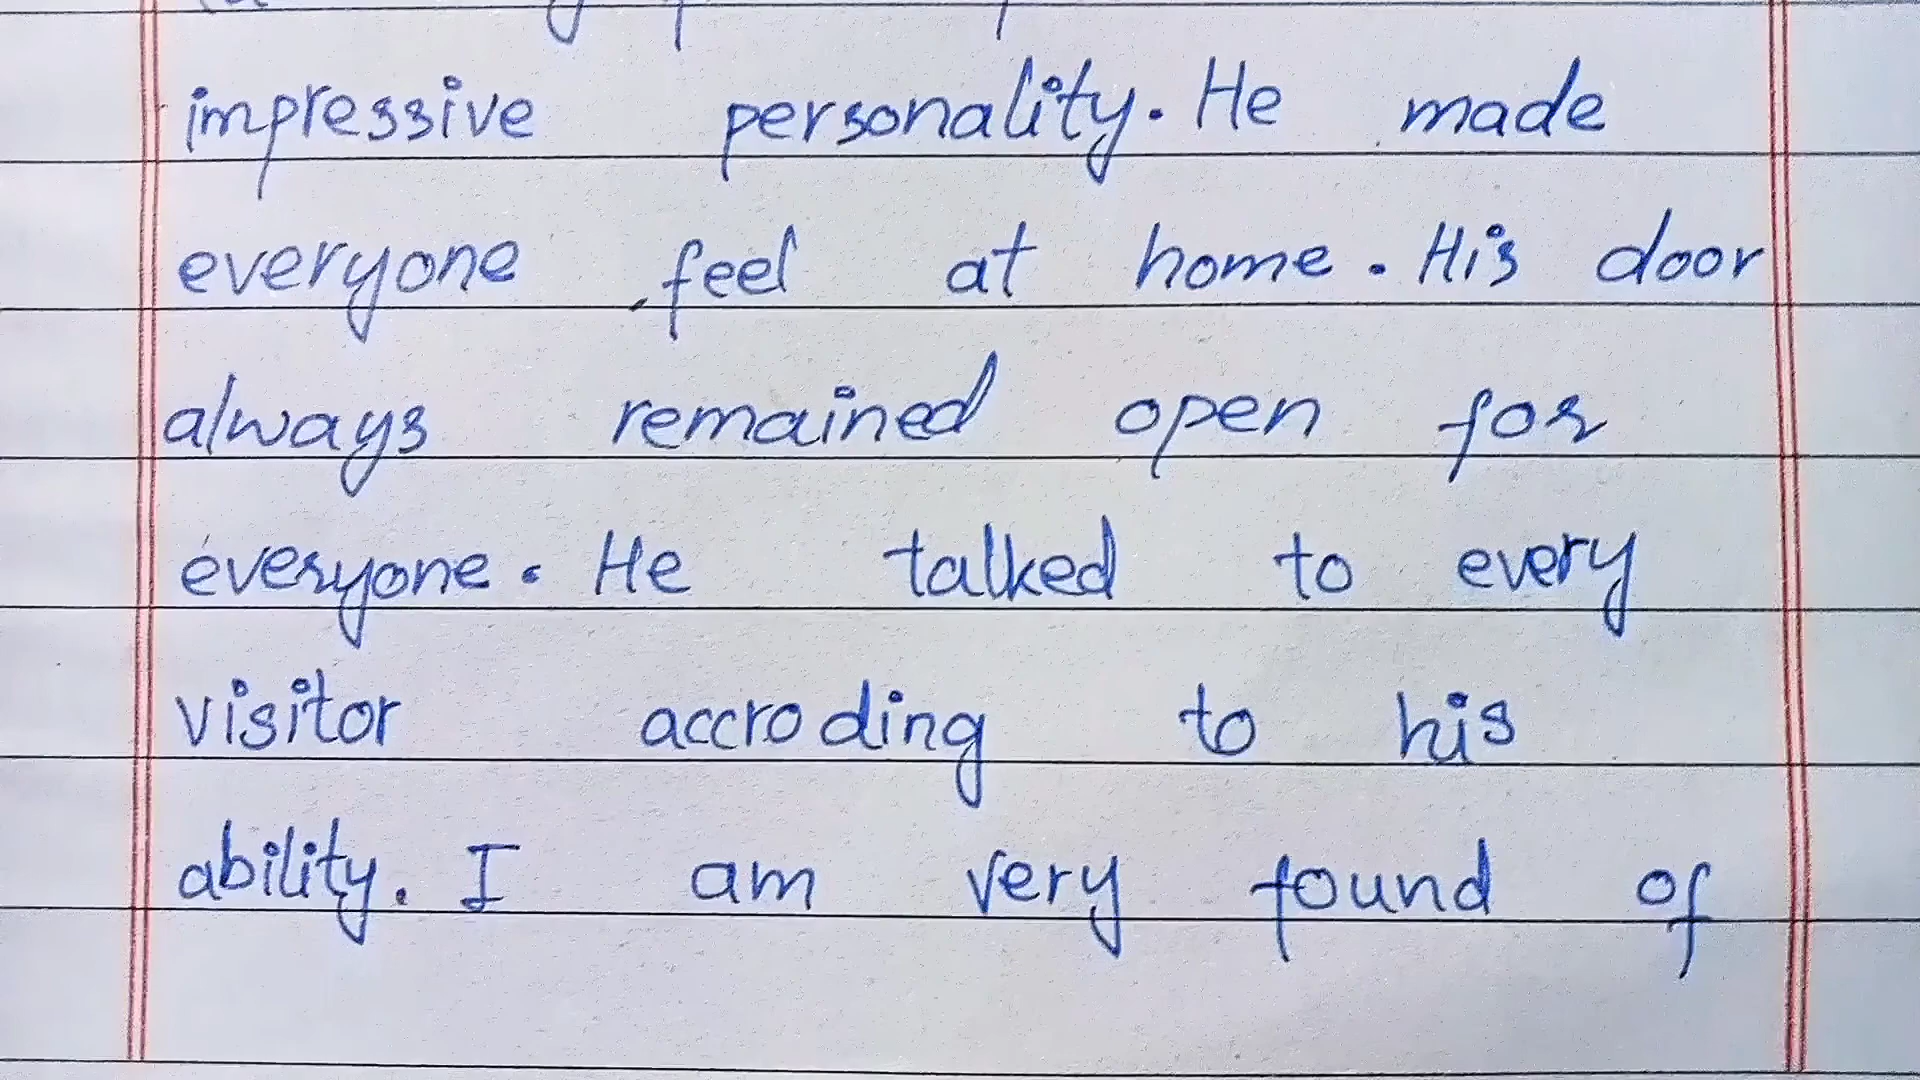 impressive personality. He made
everyone feel at home. His door
always remained open for
everyone. He talked to every
visitor accroding to his
ability. I am very found of